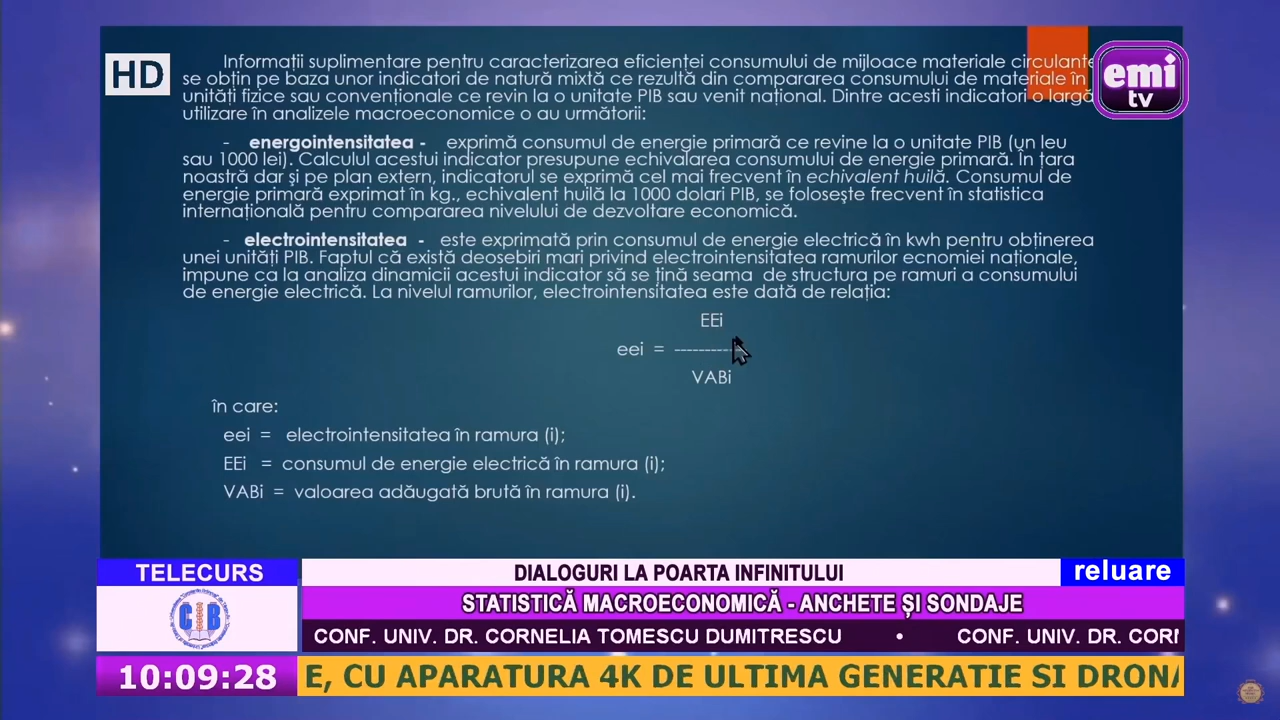 HD
emi
tv
Informații suplimentare pentru caracterizarea eficienței consumului de mijloace materiale circulante
se obțin pe baza unor indicatori de natură mixtă ce rezultă din compararea consumului de materiale în
unități fizice sau convenționale ce revin la o unitate PIB sau venit național. Dintre acesti indicatori o largă
utilizare în analizele macroeconomice o au următorii:
- energointensitatea - exprimă consumul de energie primară ce revine la o unitate PIB (un leu
sau 1000 lei). Calculul acestui indicator presupune echivalarea consumului de energie primară. În țara
noastră dar şi pe plan extern, indicatorul se exprimă cel mai frecvent în echivalent huilă. Consumul de
energie primară exprimat în kg., echivalent huilă la 1000 dolari PIB, se foloseşte frecvent în statistica
internațională pentru compararea nivelului de dezvoltare economică.
- electrointensitatea - este exprimată prin consumul de energie electrică în kwh pentru obținerea
unei unități PIB. Faptul că există deosebiri mari privind electrointensitatea ramurilor ecnomiei naționale,
impune ca la analiza dinamicii acestui indicator să se țină seama de structura pe ramuri a consumului
de energie electrică. La nivelul ramurilor, electrointensitatea este dată de relația:
EEi
eei = -----------
VABi
în care:
eei = electrointensitatea în ramura (i);
EEi = consumul de energie electrică în ramura (i);
VABi = valoarea adăugată brută în ramura (i).
TELECURS
DIALOGURI LA POARTA INFINITULUI
reluare
CIB
STATISTICĂ MACROECONOMICĂ - ANCHETE ȘI SONDAJE
CONF. UNIV. DR. CORNELIA TOMESCU DUMITRESCU • CONF. UNIV. DR. CORN
10:09:28
E, CU APARATURA 4K DE ULTIMA GENERATIE SI DRONA